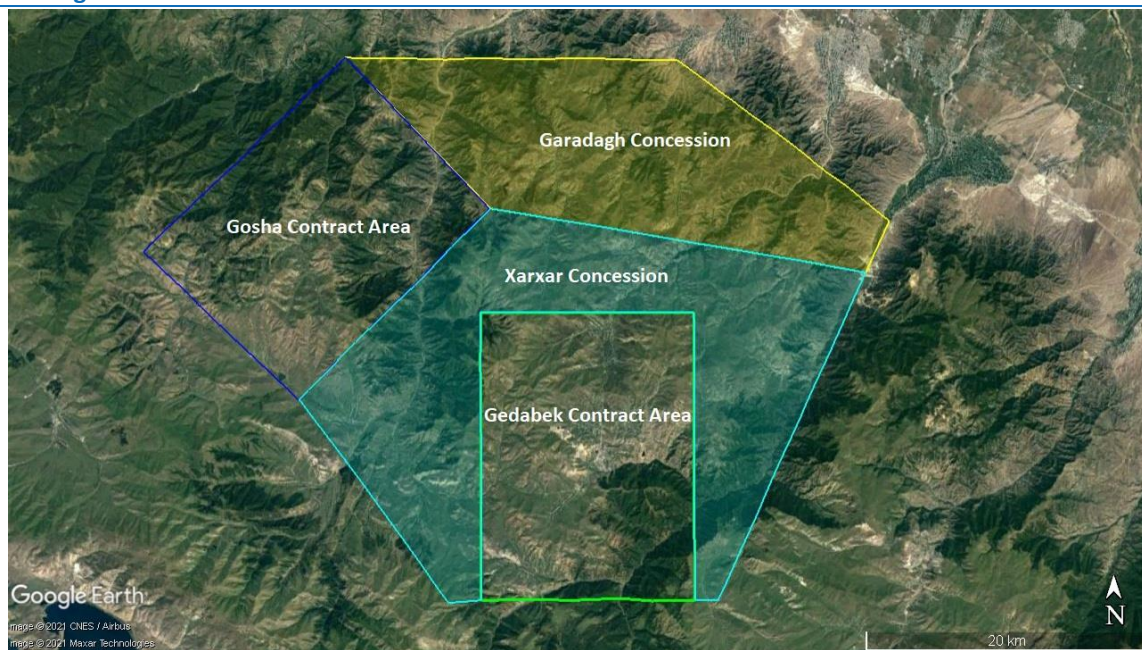 Garadagh Concession
Gosha Contract Area
Xarxar Concession
Gedabek Contract Area
Google Earth
Image © 2021 CNES / Airbus
Image © 2021 Maxar Technologies
N
20 km